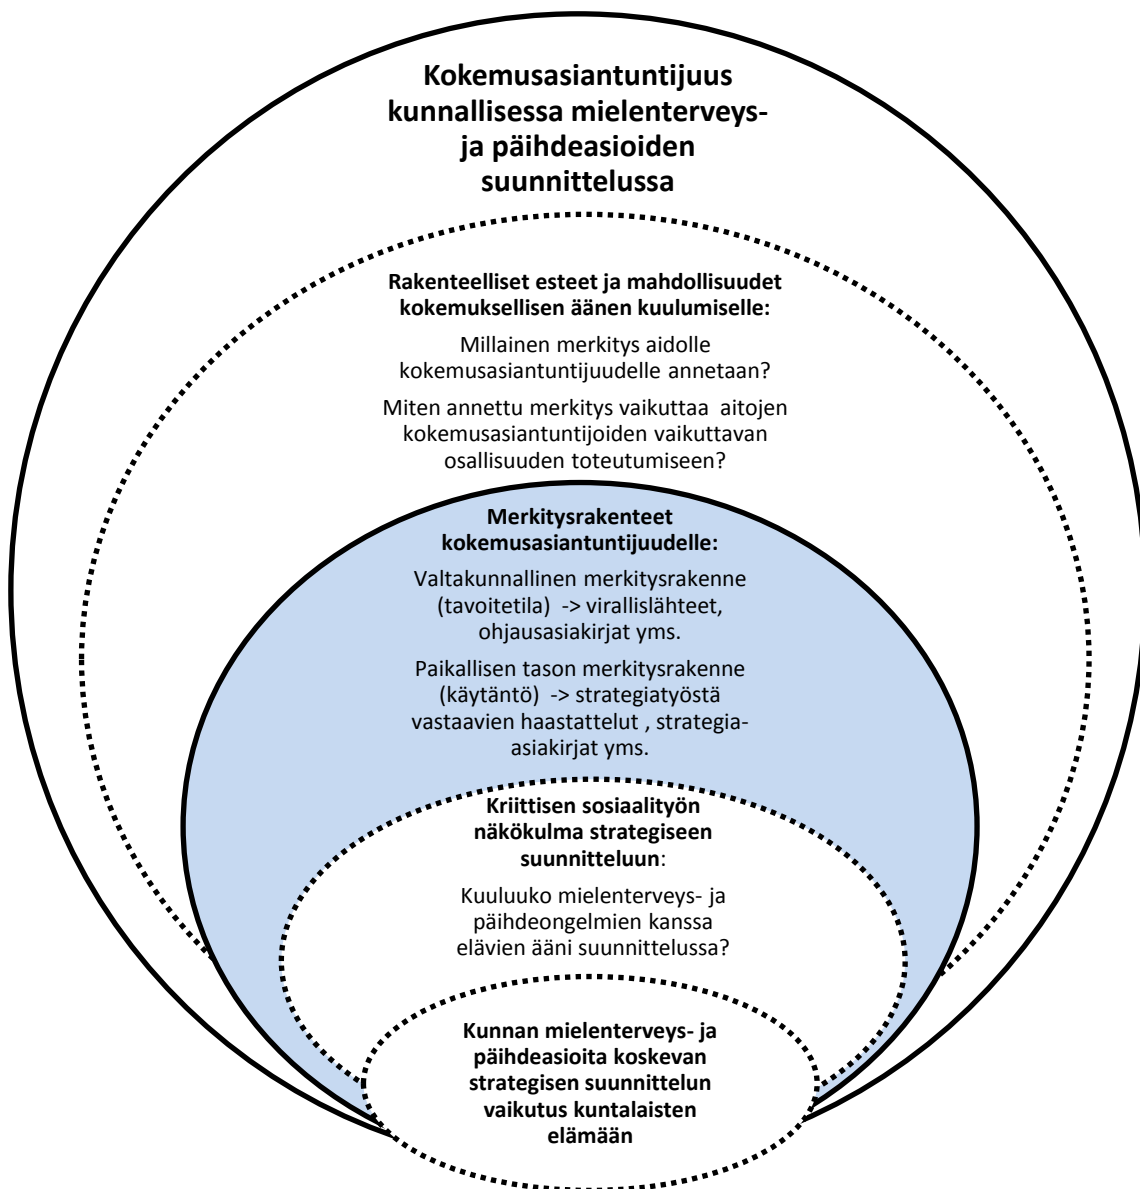 Kokemusasiantuntijuus
kunnallisessa mielenterveys-
ja päihdeasioiden
suunnittelussa
Rakenteelliset esteet ja mahdollisuudet
kokemuksellisen äänen kuulumiselle:
Millainen merkitys aidolle
kokemusasiantuntijuudelle annetaan?
Miten annettu merkitys vaikuttaa aitojen
kokemusasiantuntijoiden vaikuttavan
osallisuuden toteutumiseen?
Merkitysrakenteet
kokemusasiantuntijuudelle:
Valtakunnallinen merkitysrakenne
(tavoitetila) -> virallislähteet,
ohjausasiakirjat yms.
Paikallisen tason merkitysrakenne
(käytäntö) -> strategiatyöstä
vastaavien haastattelut , strategia-
asiakirjat yms.
Kriittisen sosiaalityön
näkökulma strategiseen
suunnitteluun:
Kuuluuko mielenterveys- ja
päihdeongelmien kanssa
elävien ääni suunnittelussa?
Kunnan mielenterveys- ja
päihdeasioita koskevan
strategisen suunnittelun
vaikutus kuntalaisten
elämään